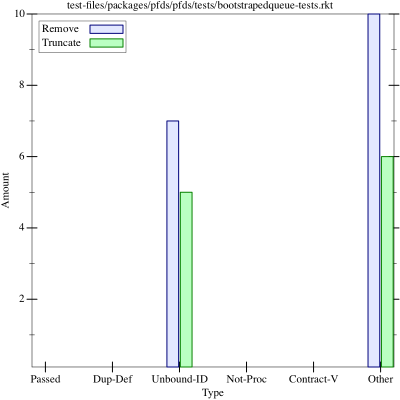 test-files/packages/pfds/pfds/tests/bootstrapedqueue-tests.rkt
Remove
Truncate
10
8
6
4
2
Amount
Passed Dup-Def Unbound-ID Not-Proc Contract-V Other
Type